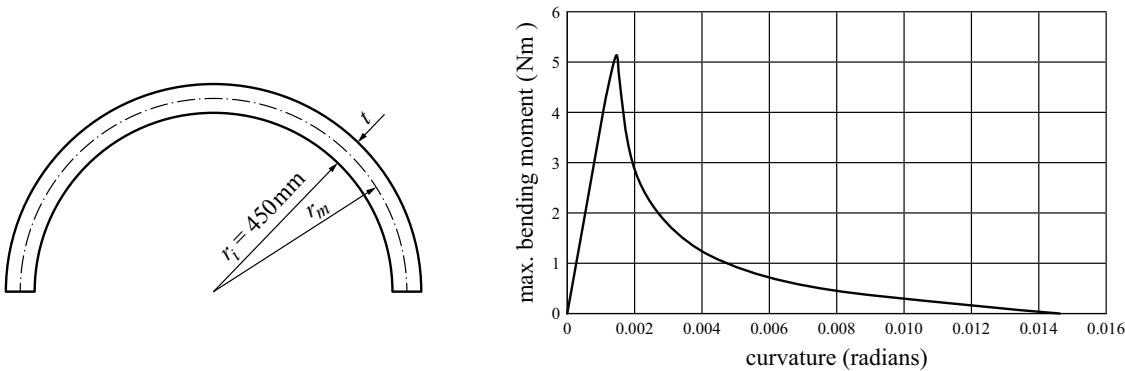 t
r_i = 450mm
r_m
max. bending moment (Nm )
6
5
4
3
2
1
0
0 0.002 0.004 0.006 0.008 0.010 0.012 0.014 0.016
curvature (radians)